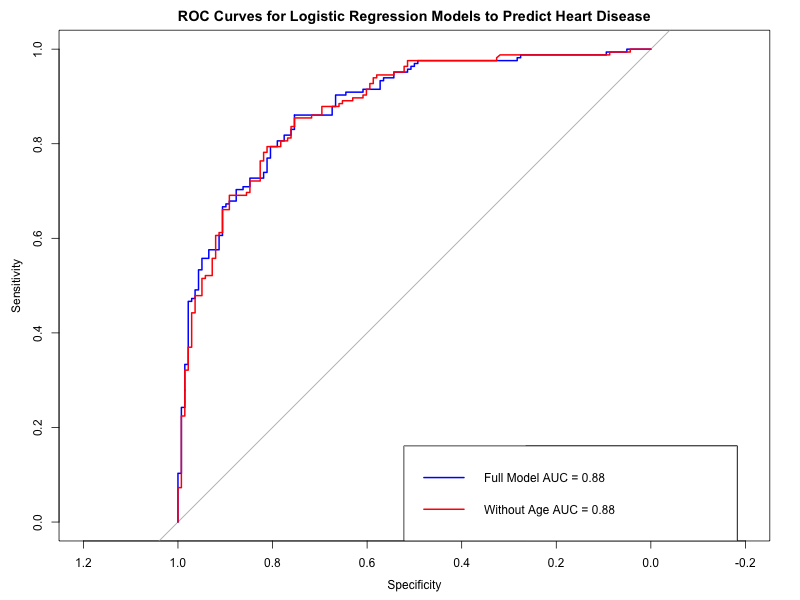 ROC Curves for Logistic Regression Models to Predict Heart Disease
1.0
0.8
0.6
0.4
0.2
0.0
Sensitivity
Full Model AUC = 0.88
Without Age AUC = 0.88
1.2 1.0 0.8 0.6 0.4 0.2 0.0 -0.2
Specificity